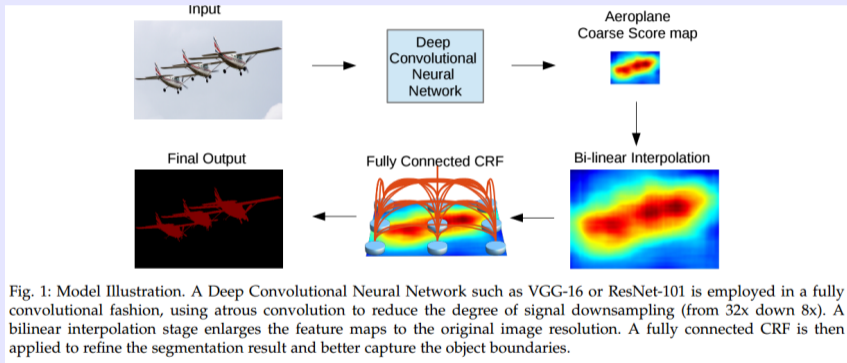 Input
Deep
Convolutional
Neural
Network
Aeroplane
Coarse Score map
Final Output
Fully Connected CRF
Bi-linear Interpolation
Fig. 1: Model Illustration. A Deep Convolutional Neural Network such as VGG-16 or ResNet-101 is employed in a fully
convolutional fashion, using atrous convolution to reduce the degree of signal downsampling (from 32x down 8x). A
bilinear interpolation stage enlarges the feature maps to the original image resolution. A fully connected CRF is then
applied to refine the segmentation result and better capture the object boundaries.